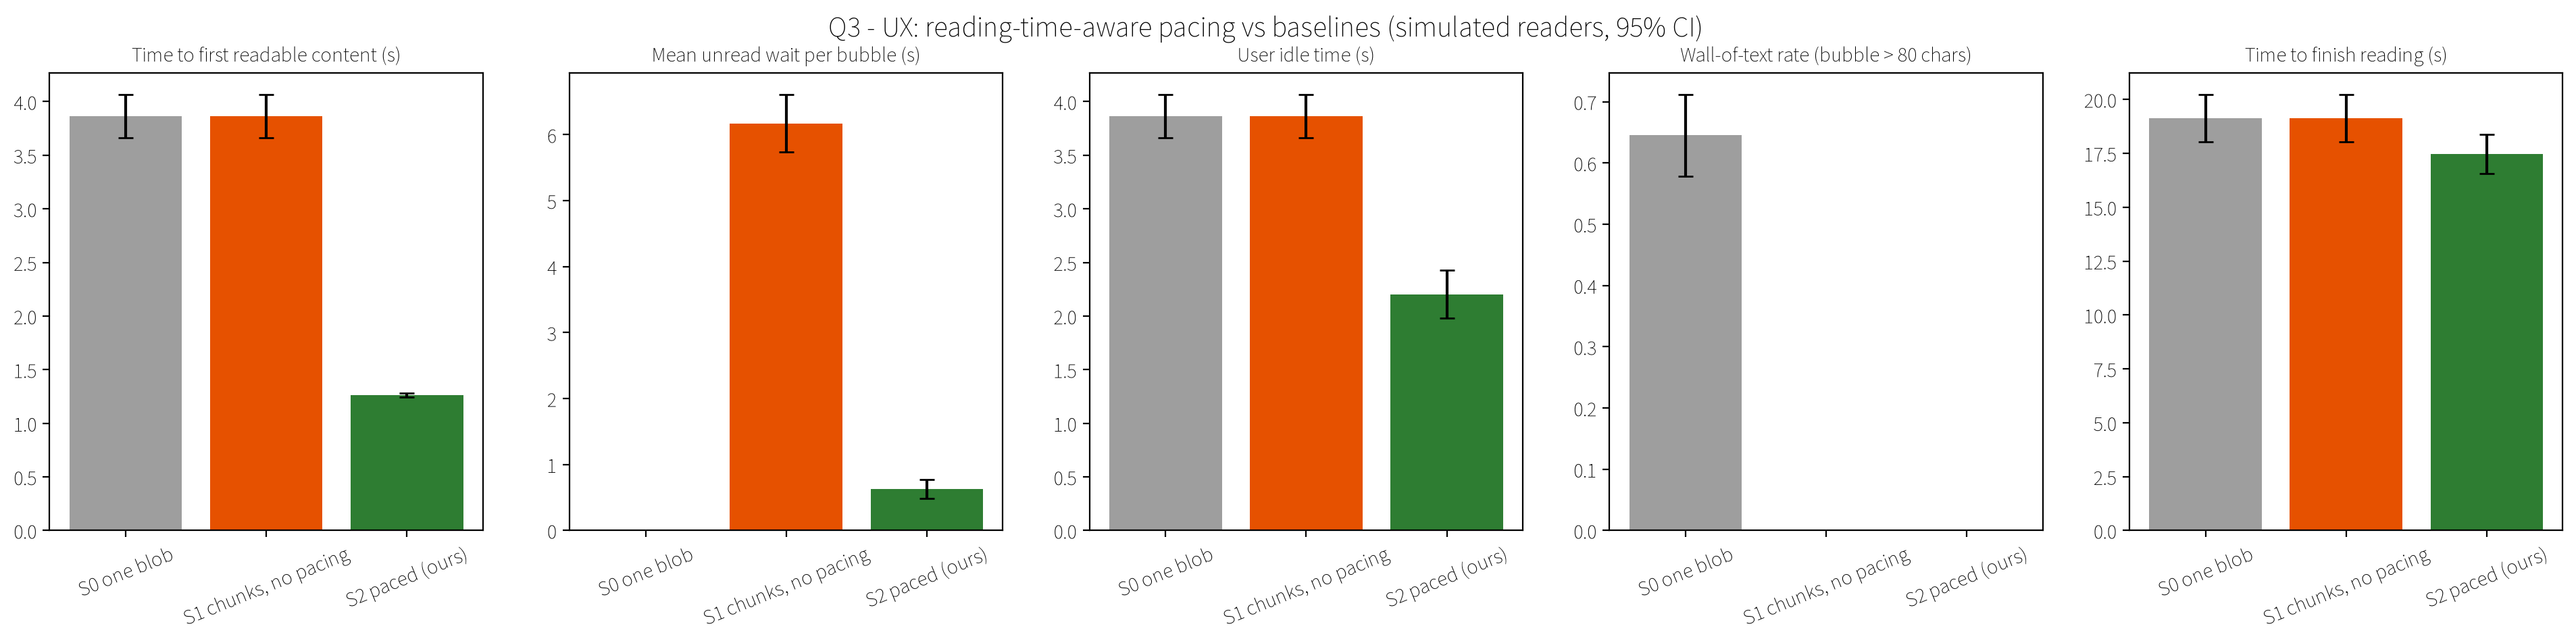 Q3 - UX: reading-time-aware pacing vs baselines (simulated readers, 95% CI)
Time to first readable content (s)
4.0
3.5
3.0
2.5
2.0
1.5
1.0
0.5
0.0
S0 one blob
S1 chunks, no pacing
S2 paced (ours)
Mean unread wait per bubble (s)
6
5
4
3
2
1
0
S0 one blob
S1 chunks, no pacing
S2 paced (ours)
User idle time (s)
4.0
3.5
3.0
2.5
2.0
1.5
1.0
0.5
0.0
S0 one blob
S1 chunks, no pacing
S2 paced (ours)
Wall-of-text rate (bubble > 80 chars)
0.7
0.6
0.5
0.4
0.3
0.2
0.1
0.0
S0 one blob
S1 chunks, no pacing
S2 paced (ours)
Time to finish reading (s)
20.0
17.5
15.0
12.5
10.0
7.5
5.0
2.5
0.0
S0 one blob
S1 chunks, no pacing
S2 paced (ours)